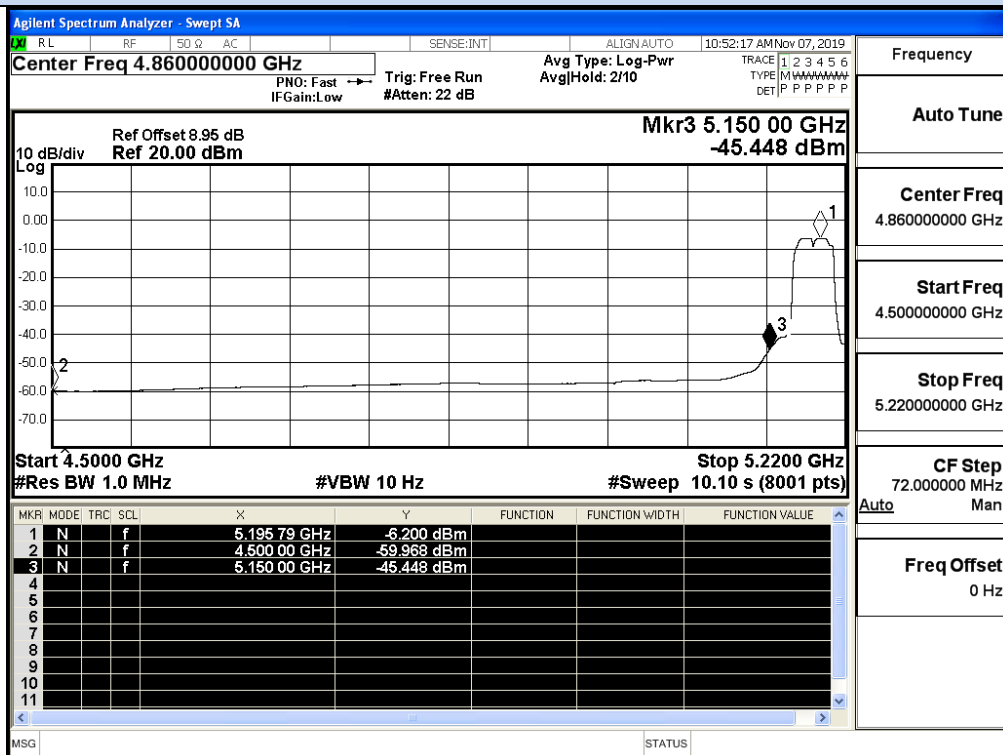 Agilent Spectrum Analyzer - Swept SA
LXI RL RF 50 Ω AC SENSE:INT ALIGN AUTO 10:52:17 AM Nov 07, 2019
Center Freq 4.860000000 GHz
PNO: Fast
IFGain:Low
Trig: Free Run
#Atten: 22 dB
Avg Type: Log-Pwr
Avg|Hold: 2/10
TRACE 1 2 3 4 5 6
TYPE M WWWWW
DET P P P P P P
Ref Offset 8.95 dB
10 dB/div Ref 20.00 dBm
Log
Mkr3 5.150 00 GHz
-45.448 dBm
10.0
0.00
-10.0
-20.0
-30.0
-40.0
-50.0
-60.0
-70.0
1
2
3
Start 4.5000 GHz Stop 5.2200 GHz
#Res BW 1.0 MHz #VBW 10 Hz #Sweep 10.10 s (8001 pts)
MKR MODE TRC SCL X Y FUNCTION FUNCTION WIDTH FUNCTION VALUE
1 N f 5.195 79 GHz -6.200 dBm
2 N f 4.500 00 GHz -59.968 dBm
3 N f 5.150 00 GHz -45.448 dBm
4
5
6
7
8
9
10
11
MSG STATUS
Frequency
Auto Tune
Center Freq
4.860000000 GHz
Start Freq
4.500000000 GHz
Stop Freq
5.220000000 GHz
CF Step
72.000000 MHz
Auto Man
Freq Offset
0 Hz